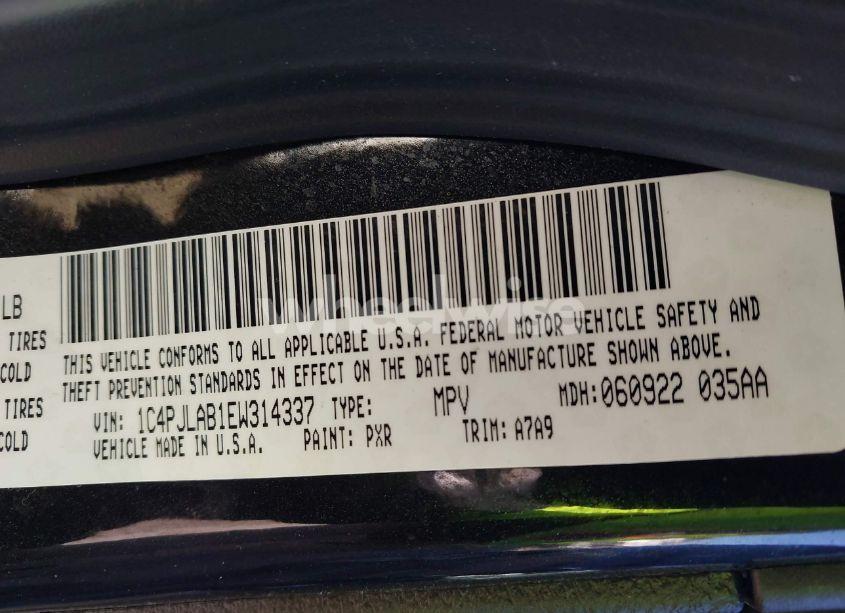 LB
TIRES
COLD
TIRES
COLD
wheelwise
THIS VEHICLE CONFORMS TO ALL APPLICABLE U.S.A. FEDERAL MOTOR VEHICLE SAFETY AND
THEFT PREVENTION STANDARDS IN EFFECT ON THE DATE OF MANUFACTURE SHOWN ABOVE.
VIN: 1C4PJLAB1EW314337 TYPE: MPV MDH:060922 035AA
VEHICLE MADE IN U.S.A. PAINT: PXR TRIM: A7A9